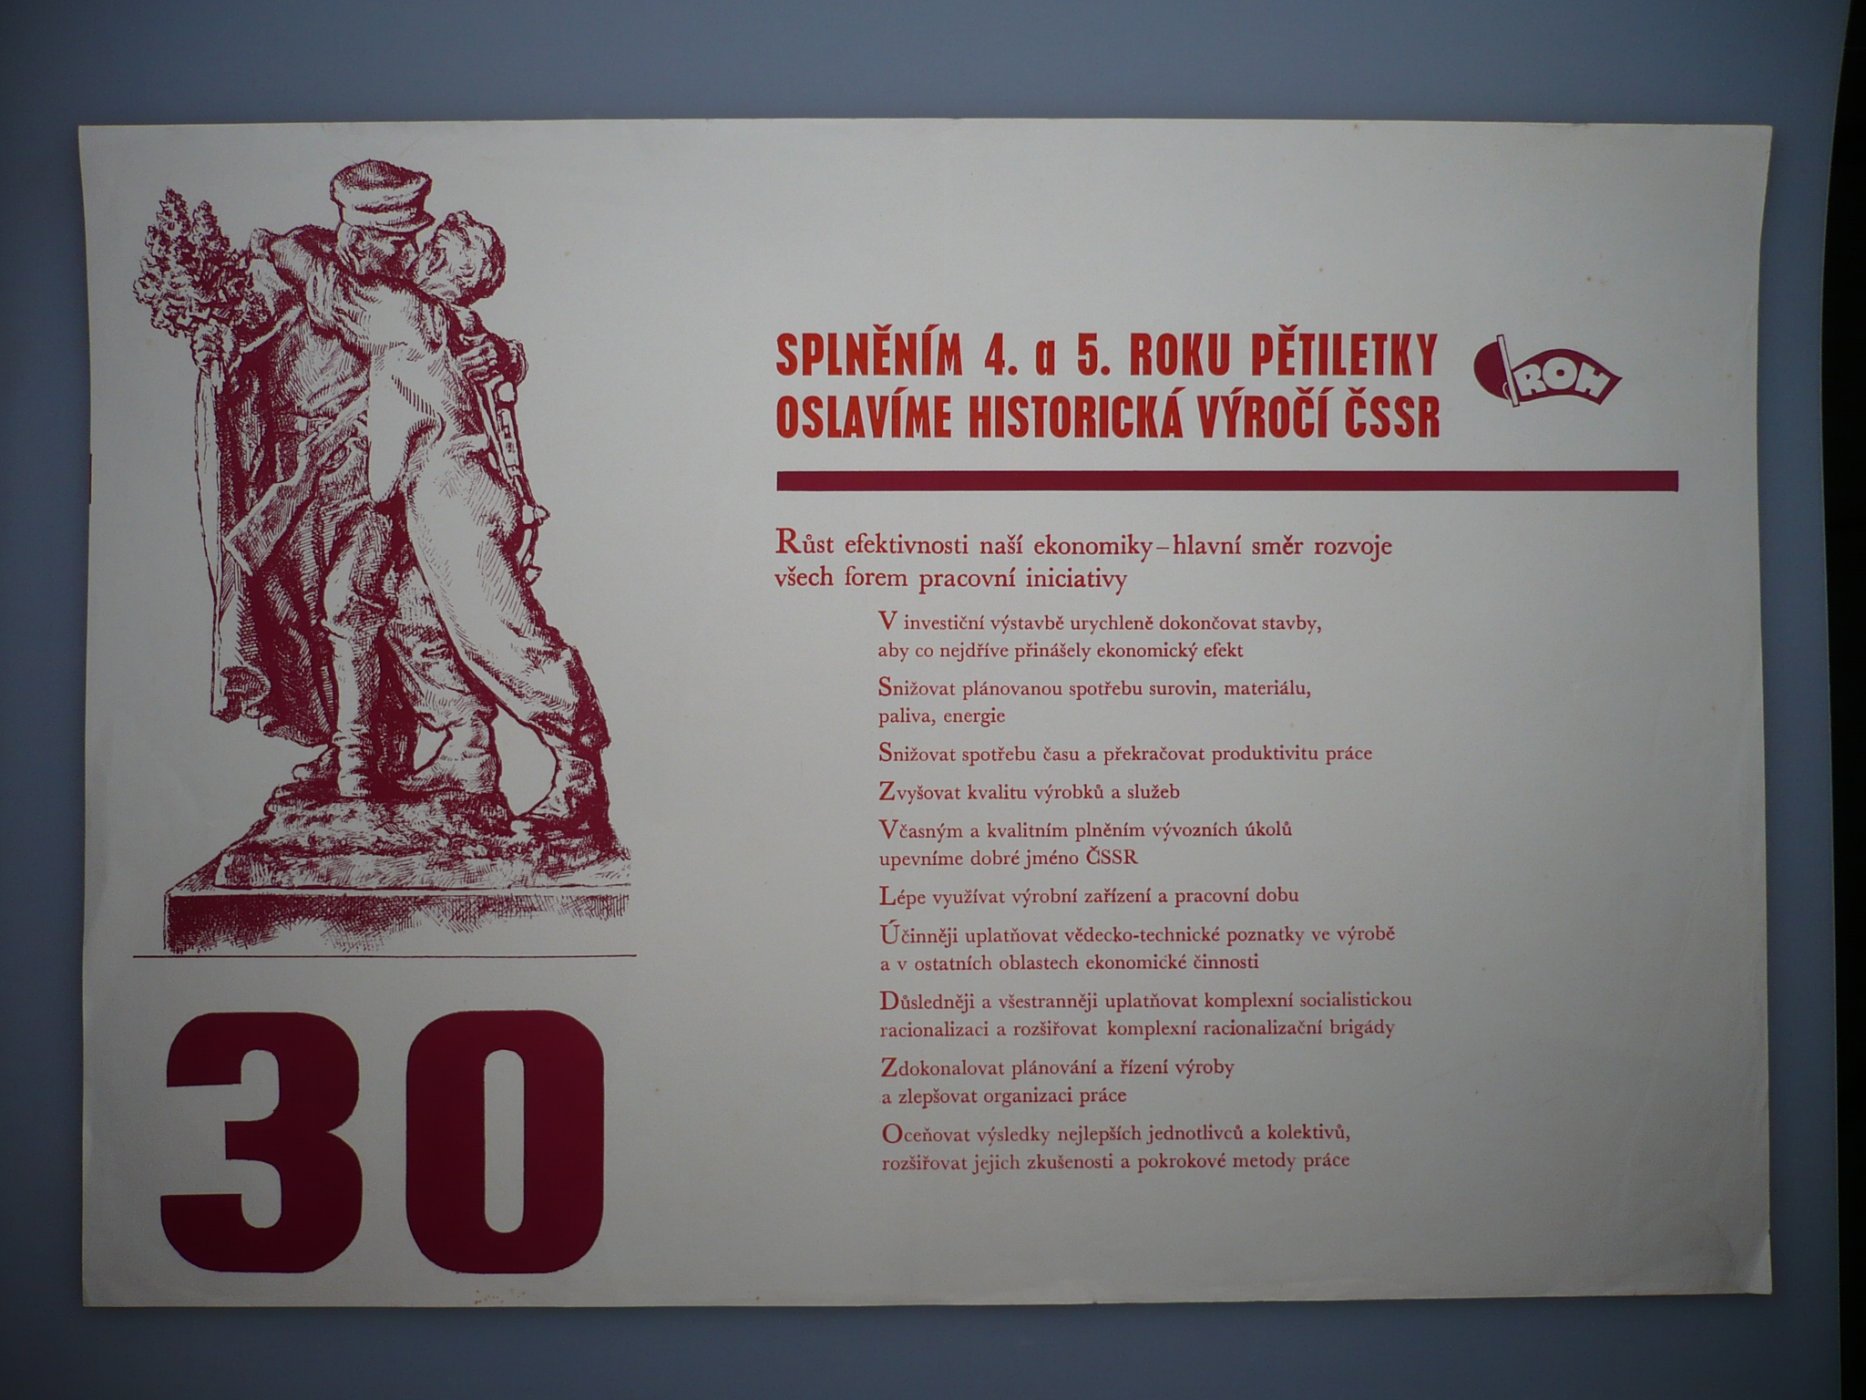 SPLNĚNÍM 4. a 5. ROKU PĚTILETKY
OSLAVÍME HISTORICKÁ VÝROČÍ ČSSR
ROH
Růst efektivnosti naší ekonomiky – hlavní směr rozvoje
všech forem pracovní iniciativy
V investiční výstavbě urychleně dokončovat stavby,
aby co nejdříve přinášely ekonomický efekt
Snižovat plánovanou spotřebu surovin, materiálu,
paliva, energie
Snižovat spotřebu času a překračovat produktivitu práce
Zvyšovat kvalitu výrobků a služeb
Včasným a kvalitním plněním vývozních úkolů
upevníme dobré jméno ČSSR
Lépe využívat výrobní zařízení a pracovní dobu
Účinněji uplatňovat vědecko-technické poznatky ve výrobě
a v ostatních oblastech ekonomické činnosti
Důsledněji a všestranněji uplatňovat komplexní socialistickou
racionalizaci a rozšiřovat komplexní racionalizační brigády
Zdokonalovat plánování a řízení výroby
a zlepšovat organizaci práce
Oceňovat výsledky nejlepších jednotlivců a kolektivů,
rozšiřovat jejich zkušenosti a pokrokové metody práce
30